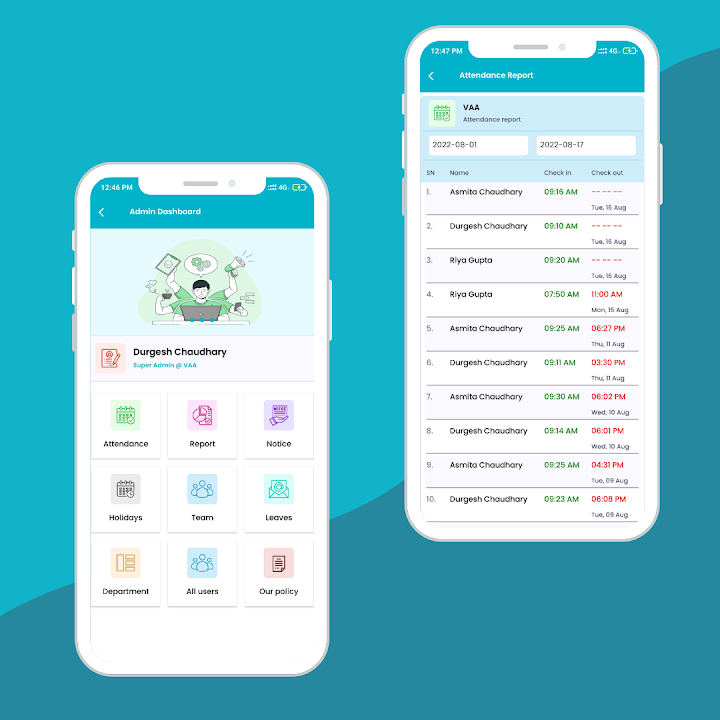 12:46 PM 4G
Admin Dashboard
Durgesh Chaudhary
Super Admin @ VAA
Attendance Report Notice
Holidays Team Leaves
Department All users Our policy
12:47 PM 4G
Attendance Report
VAA
Attendance report
2022-08-01 2022-08-17
SN Name Check in Check out
1. Asmita Chaudhary 09:16 AM -- -- --
Tue, 16 Aug
2. Durgesh Chaudhary 09:10 AM -- -- --
Tue, 16 Aug
3. Riya Gupta 09:20 AM -- -- --
Tue, 16 Aug
4. Riya Gupta 07:50 AM 11:00 AM
Mon, 15 Aug
5. Asmita Chaudhary 09:25 AM 06:27 PM
Thu, 11 Aug
6. Durgesh Chaudhary 09:11 AM 03:30 PM
Thu, 11 Aug
7. Asmita Chaudhary 09:30 AM 06:02 PM
Wed, 10 Aug
8. Durgesh Chaudhary 09:14 AM 06:01 PM
Wed, 10 Aug
9. Asmita Chaudhary 09:25 AM 04:31 PM
Tue, 09 Aug
10. Durgesh Chaudhary 09:23 AM 06:08 PM
Tue, 09 Aug